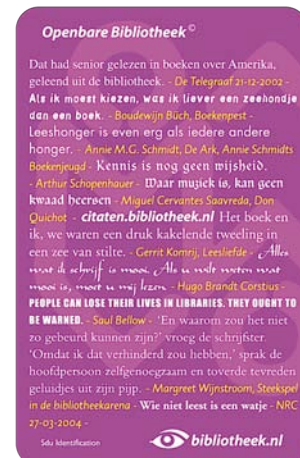 Openbare Bibliotheek©
Dat had senior gelezen in boeken over Amerika,
geleend uit de bibliotheek. - De Telegraaf 21-12-2002 -
Als ik moest kiezen, was ik liever een zeehondje
dan een boek. - Boudewijn Büch, Boekenpest -
Leeshonger is even erg als iedere andere
honger. - Annie M.G. Schmidt, De Ark, Annie Schmidts
Boekenjeugd - Kennis is nog geen wijsheid.
- Arthur Schopenhauer - Waar muziek is, kan geen
kwaad heersen - Miguel Cervantes Saavreda, Don
Quichot - citaten.bibliotheek.nl Het boek en
ik, we waren een druk kakelende tweeling in
een zee van stilte. - Gerrit Komrij, Leesliefde - Alles
wat ik schrijf is mooi. Als u wilt weten wat
mooi is, moet u mij lezen. - Hugo Brandt Corstius -
PEOPLE CAN LOSE THEIR LIVES IN LIBRARIES. THEY OUGHT TO
BE WARNED. - Saul Bellow - 'En waarom zou het niet
zo gebeurd kunnen zijn?' vroeg de schrijfster.
'Omdat ik dat verhinderd zou hebben,' sprak de
hoofdpersoon zelfgenoegzaam en toverde tevreden
geluidjes uit zijn pijp. - Margreet Wijnstroom, Steekspel
in de bibliotheekarena - Wie niet leest is een watje - NRC
27-03-2004 -
Sdu Identification
bibliotheek.nl